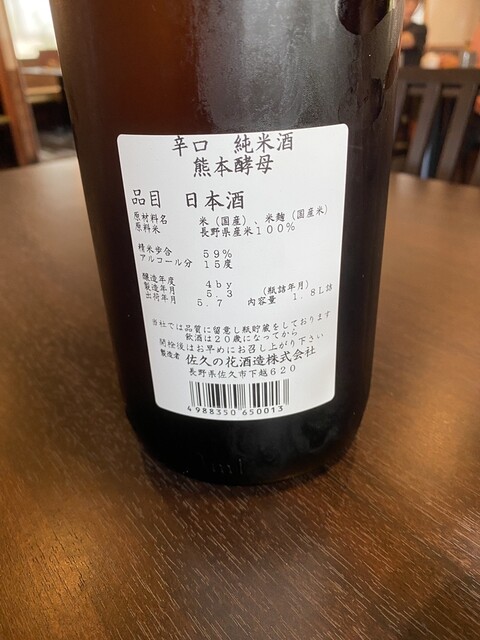 辛口 純米酒
熊本酵母
品目 日本酒
原材料名 米(国産)、米麹(国産米)
原料米 長野県産米100%
精米歩合 59%
アルコール分 15度
醸造年度 4by
製造年月 5.3 (瓶詰年月)
出荷年月 5.7 内容量 1.8L詰
当社では品質に留意し瓶貯蔵をしております
飲酒は20歳になってから
開栓後はお早めにお召し上がり下さい
製造者 佐久の花酒造株式会社
長野県佐久市下越620
4988350650013